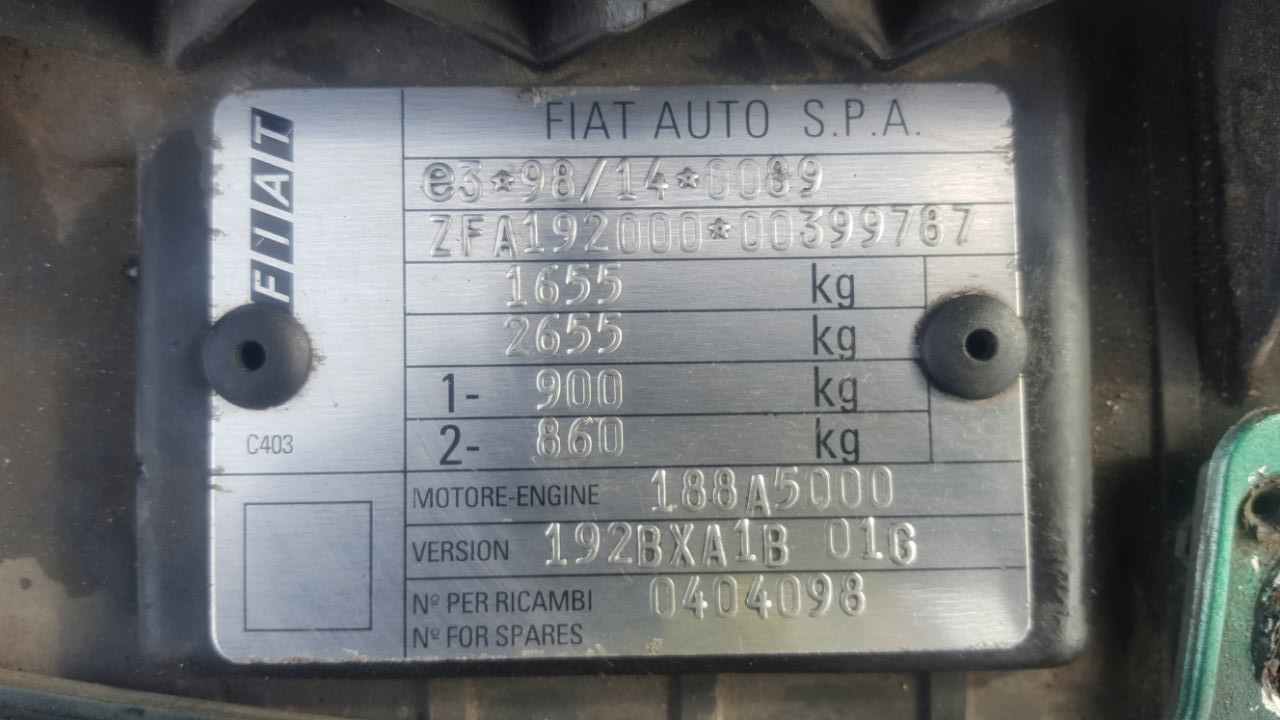 FIAT
FIAT AUTO S.P.A.
e3*98/14*0089
ZFA192000*00399787
1655 kg
2655 kg
1- 900 kg
2- 860 kg
C403
MOTORE-ENGINE 188A5000
VERSION 192BXA1B 01G
Nº PER RICAMBI 0404098
Nº FOR SPARES